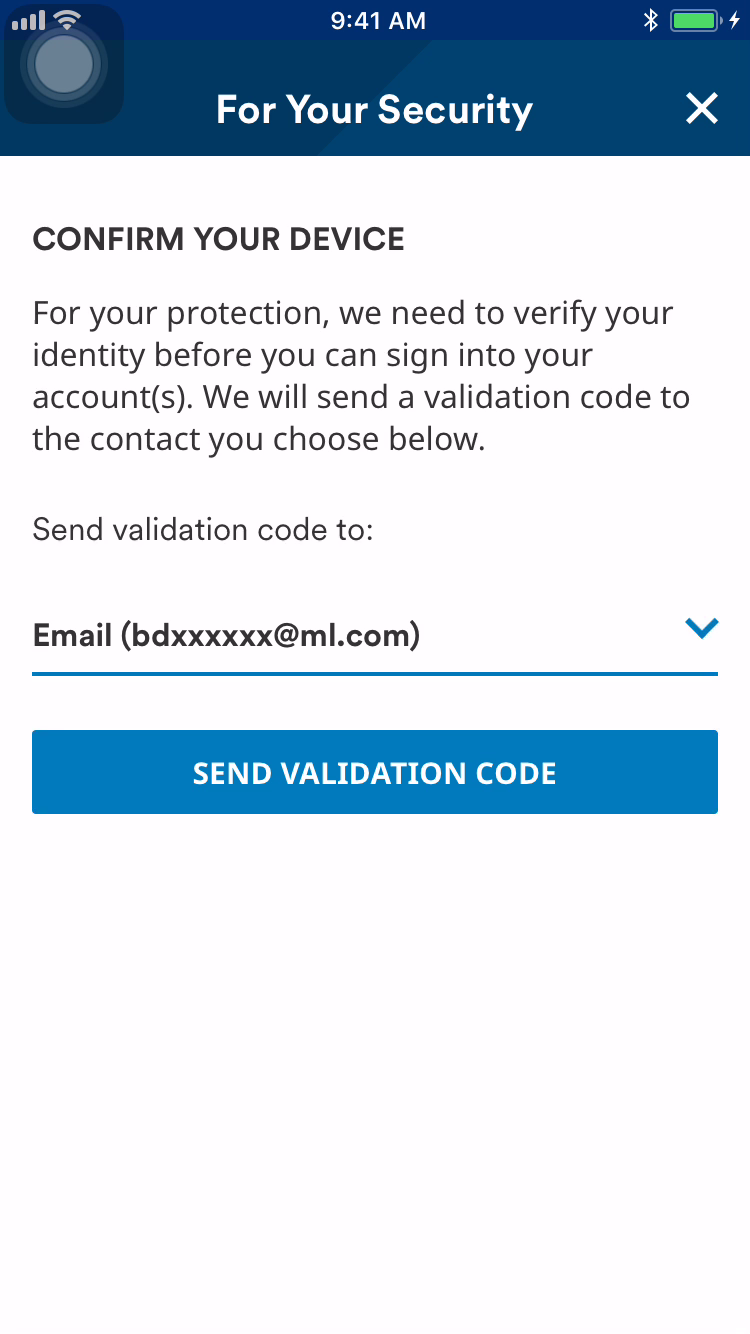 9:41 AM
For Your Security
CONFIRM YOUR DEVICE
For your protection, we need to verify your
identity before you can sign into your
account(s). We will send a validation code to
the contact you choose below.
Send validation code to:
Email (bdxxxxxx@ml.com)
SEND VALIDATION CODE